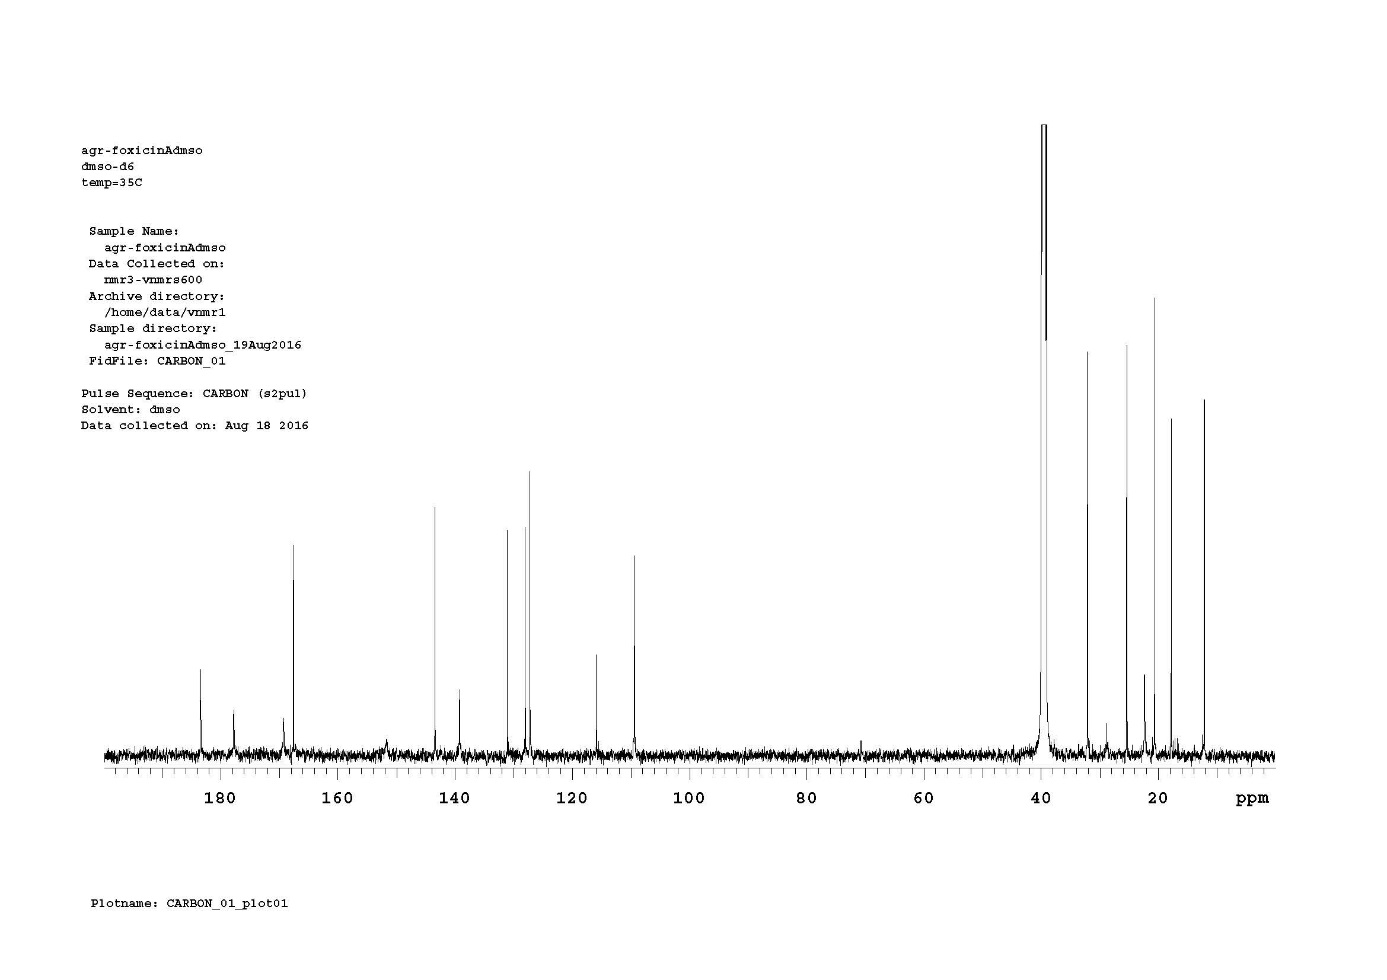 agr-foxicinAdmso
dmso-d6
temp=35C
Sample Name:
agr-foxicinAdmso
Data Collected on:
nmr3-vnmrs600
Archive directory:
/home/data/vnmr1
Sample directory:
agr-foxicinAdmso_19Aug2016
FidFile: CARBON_01
Pulse Sequence: CARBON (s2pul)
Solvent: dmso
Data collected on: Aug 18 2016
180 160 140 120 100 80 60 40 20 ppm
Plotname: CARBON_01_plot01